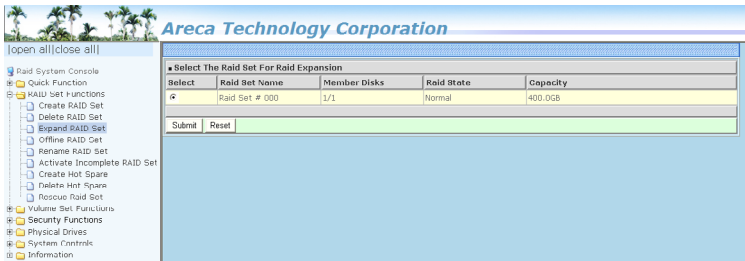 Areca Technology Corporation
|open all|close all|
Raid System Console
Quick Function
RAID Set Functions
Create RAID Set
Delete RAID Set
Expand RAID Set
Offline RAID Set
Rename RAID Set
Activate Incomplete RAID Set
Create Hot Spare
Delete Hot Spare
Rescue Raid Set
Volume Set Functions
Security Functions
Physical Drives
System Controls
Information
Select The Raid Set For Raid Expansion
Select Raid Set Name Member Disks Raid State Capacity
Raid Set # 000 1/1 Normal 400.0GB
Submit Reset